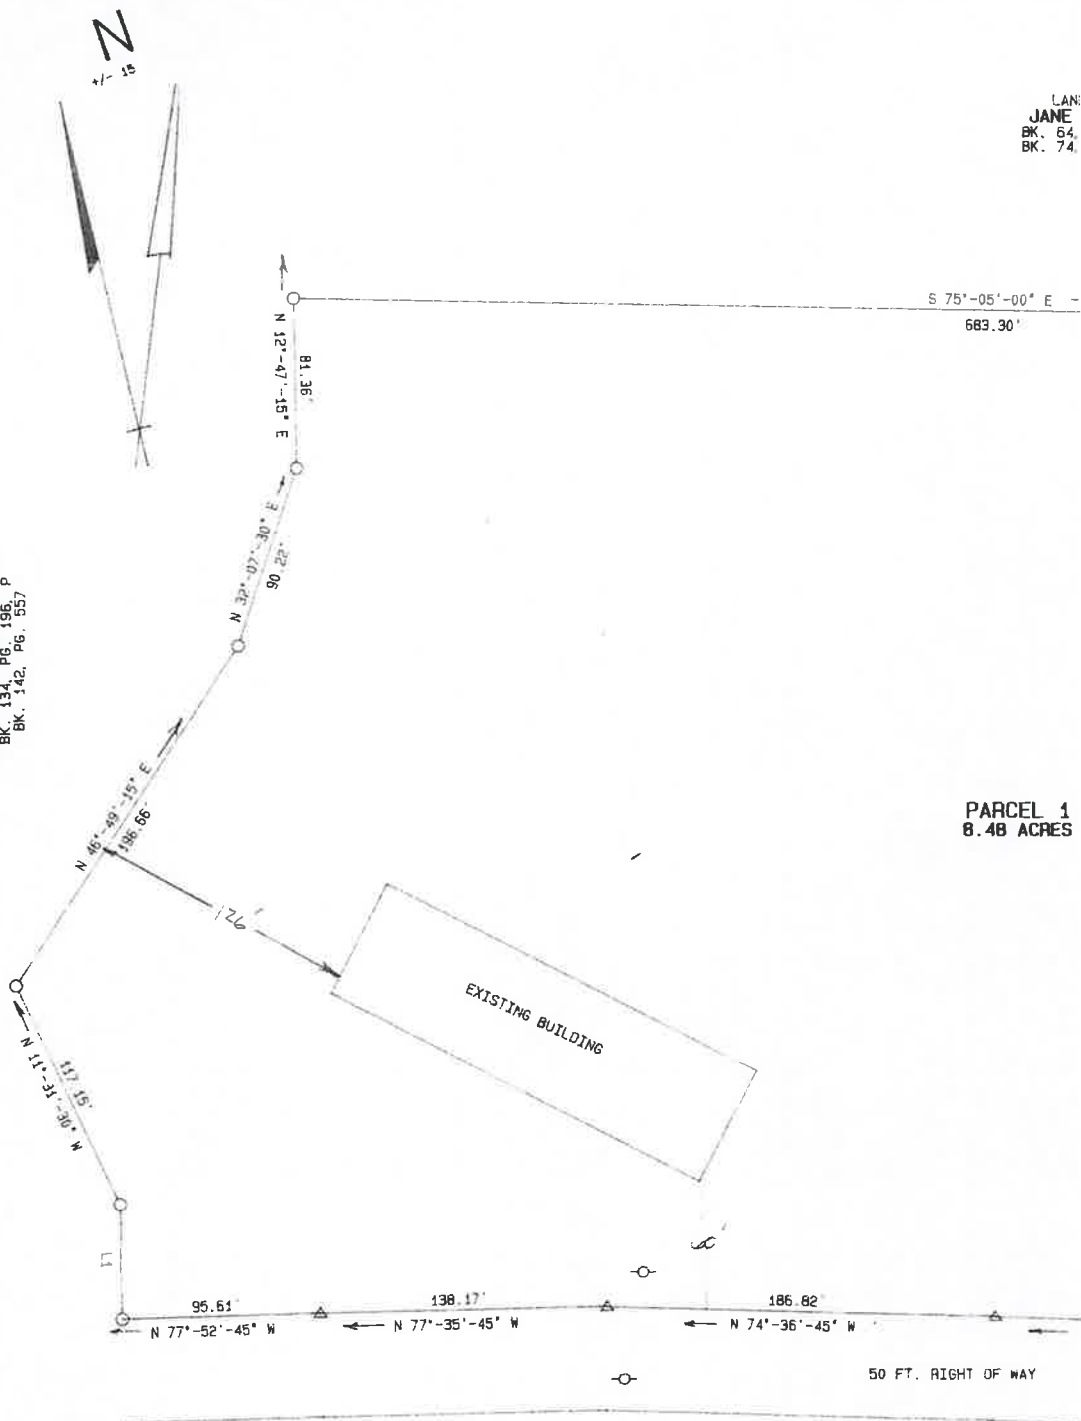 N
+/- 15
JANE
BK. 64,
BK. 74,
S 75°-05'-00" E
683.30'
N 12°-47'-15" E
81.36'
N 32°-07'-30" E
90.22'
BK. 134, PG. 196, P
BK. 142, PG. 557
N 46°-49'-15" E
196.66'
126'
PARCEL 1
8.48 ACRES
EXISTING BUILDING
N 11°-31'-30" W
117.15'
L1
95.61'
138.17'
186.82'
N 77°-52'-45" W
N 77°-35'-45" W
N 74°-36'-45" W
50 FT. RIGHT OF WAY